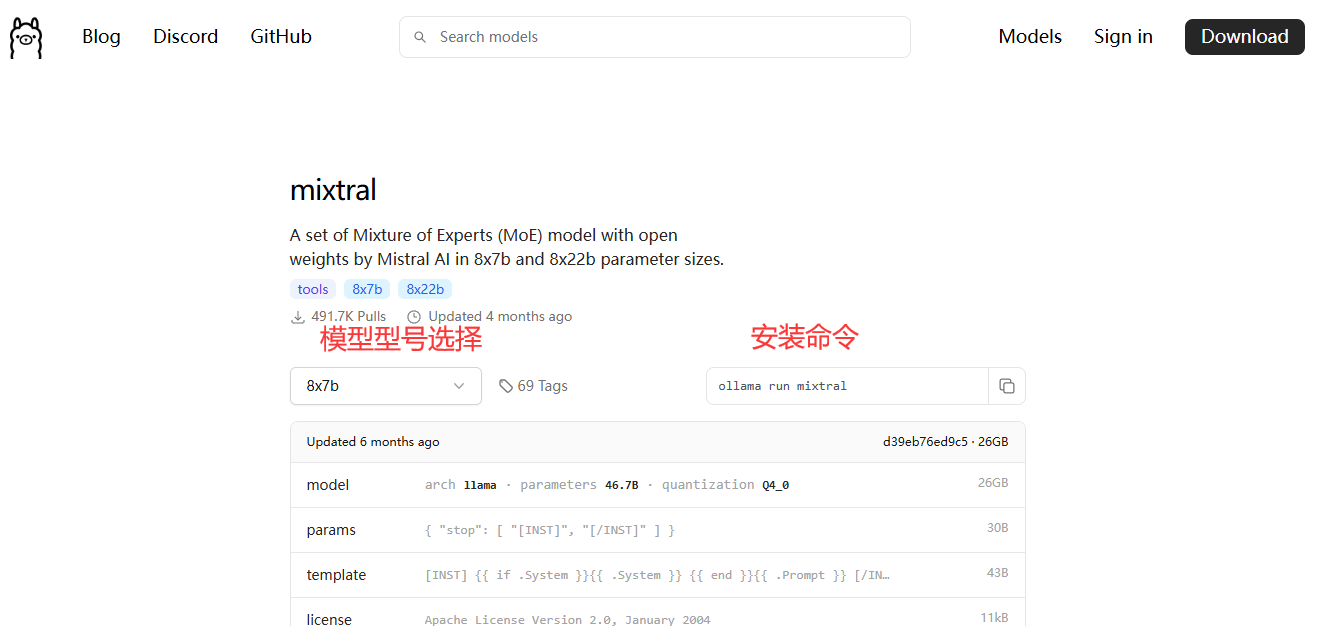 Blog Discord GitHub Search models Models Sign in Download
mixtral
A set of Mixture of Experts (MoE) model with open
weights by Mistral AI in 8x7b and 8x22b parameter sizes.
tools 8x7b 8x22b
491.7K Pulls Updated 4 months ago
模型型号选择 安装命令
8x7b 69 Tags ollama run mixtral
Updated 6 months ago d39eb76ed9c5 · 26GB
model arch llama · parameters 46.7B · quantization Q4_0 26GB
params { "stop": [ "[INST]", "[/INST]" ] } 30B
template [INST] {{ if .System }}{{ .System }} {{ end }}{{ .Prompt }} [/IN… 43B
license Apache License Version 2.0, January 2004 11kB